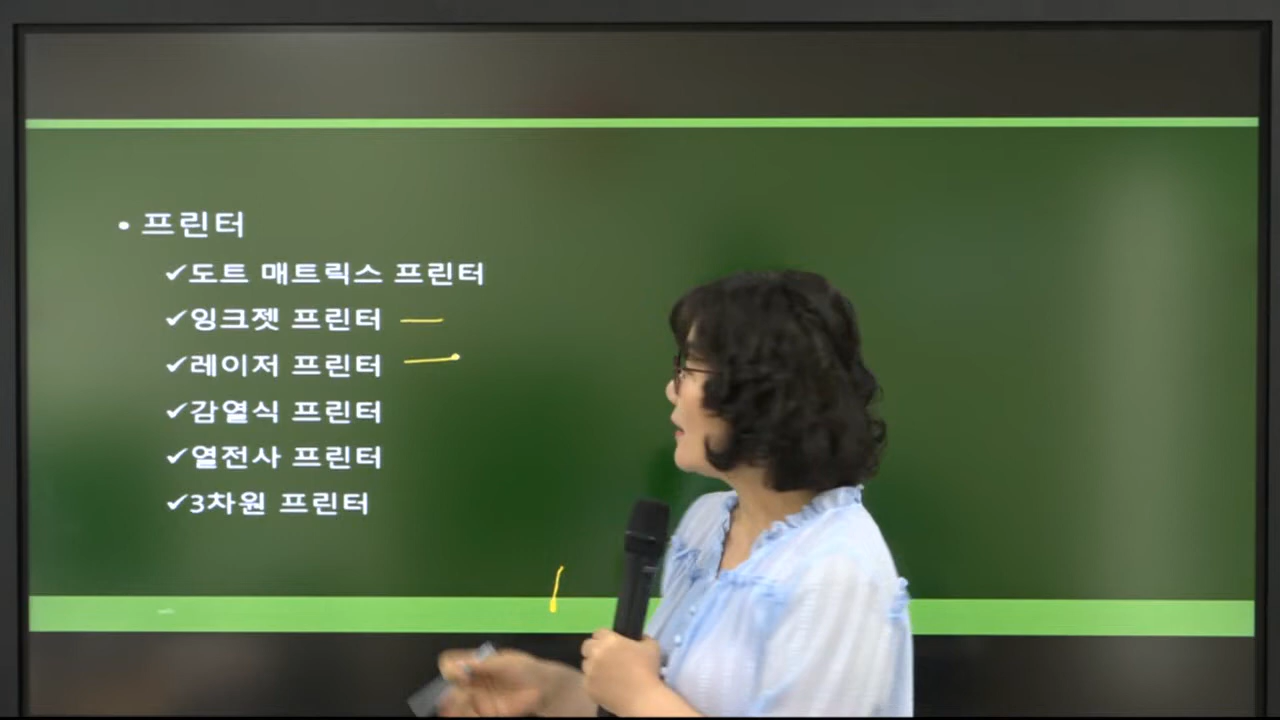 • 프린터
✓도트 매트릭스 프린터
✓잉크젯 프린터
✓레이저 프린터
✓감열식 프린터
✓열전사 프린터
✓3차원 프린터